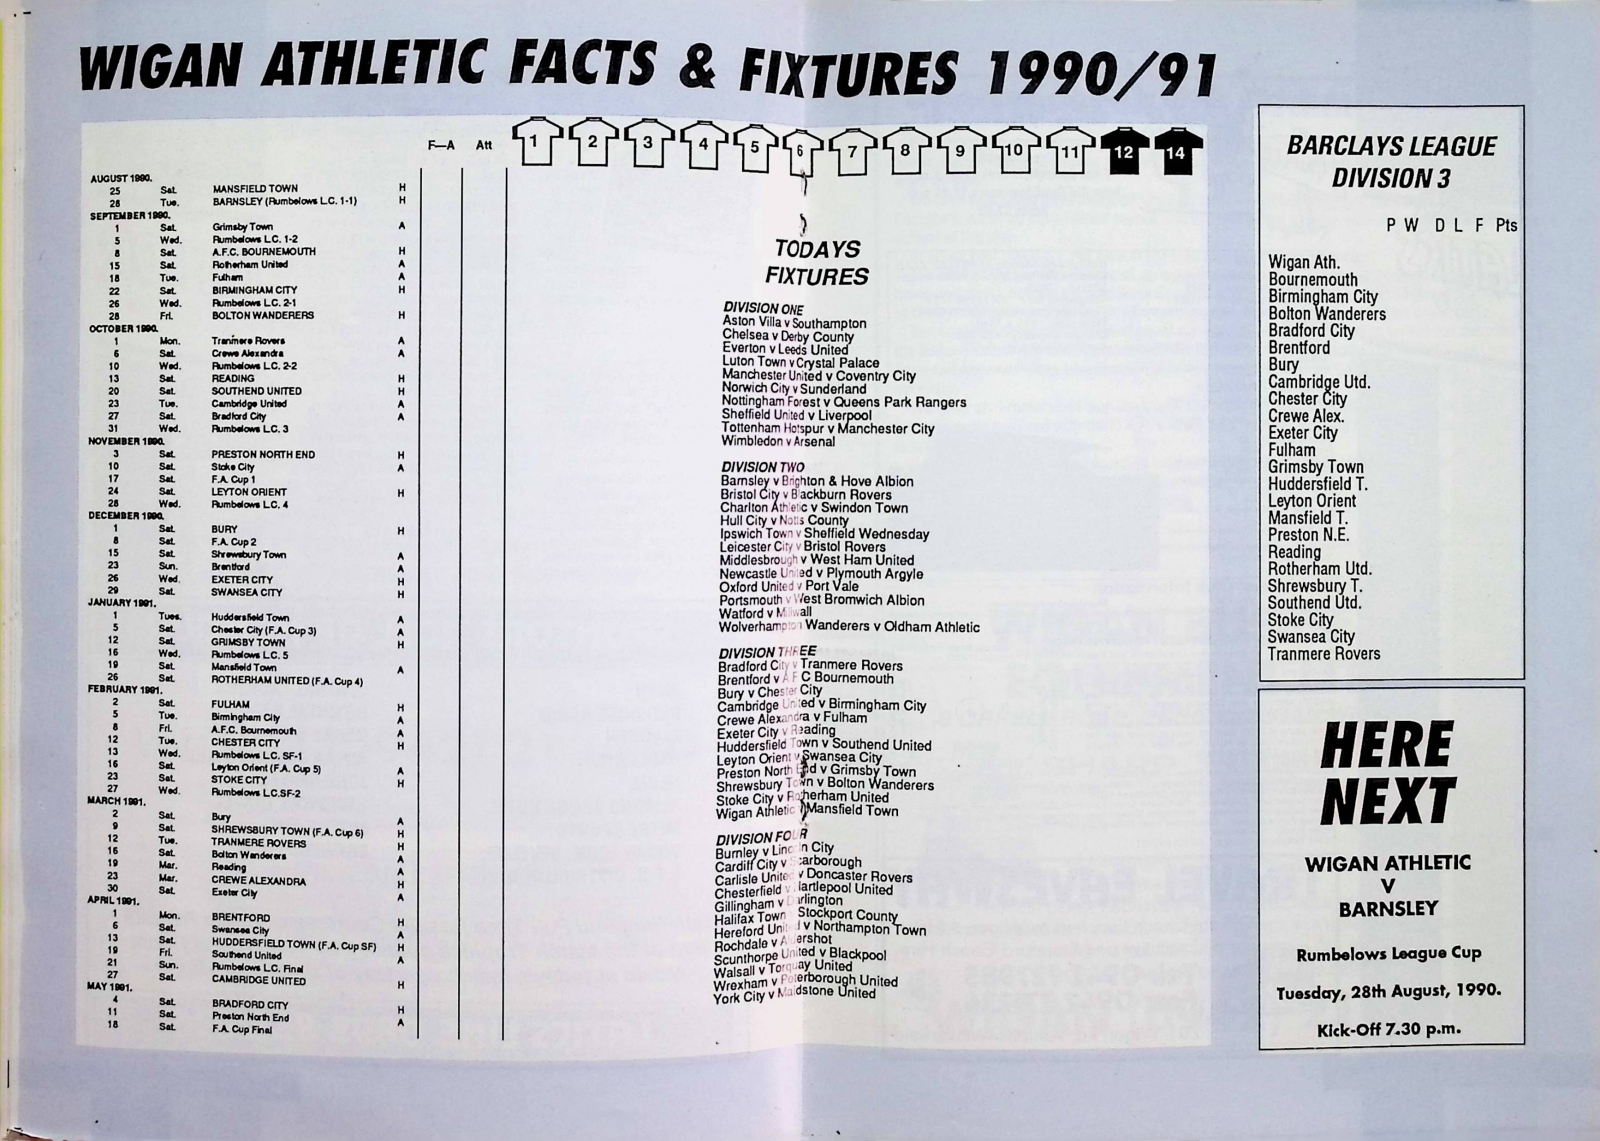 WIGAN ATHLETIC FACTS & FIXTURES 1990/91
F—A Att 1 2 3 4 5 6 7 8 9 10 11 12 14
AUGUST 1990.
25 Sat. MANSFIELD TOWN H
28 Tue. BARNSLEY (Rumbelows L.C. 1-1) H
SEPTEMBER 1990.
1 Sat. Grimsby Town A
5 Wed. Rumbelows L.C. 1-2
8 Sat. A.F.C. BOURNEMOUTH H
15 Sat. Rotherham United A
18 Tue. Fulham A
22 Sat. BIRMINGHAM CITY H
26 Wed. Rumbelows L.C. 2-1
28 Fri. BOLTON WANDERERS H
OCTOBER 1990.
1 Mon. Tranmere Rovers A
6 Sat. Crewe Alexandra A
10 Wed. Rumbelows L.C. 2-2
13 Sat. READING H
20 Sat. SOUTHEND UNITED H
23 Tue. Cambridge United A
27 Sat. Bradford City A
31 Wed. Rumbelows L.C. 3
NOVEMBER 1990.
3 Sat. PRESTON NORTH END H
10 Sat. Stoke City A
17 Sat. F.A. Cup 1
24 Sat. LEYTON ORIENT H
28 Wed. Rumbelows L.C. 4
DECEMBER 1990.
1 Sat. BURY H
8 Sat. F.A. Cup 2
15 Sat. Shrewsbury Town A
23 Sun. Brentford A
26 Wed. EXETER CITY H
29 Sat. SWANSEA CITY H
JANUARY 1991.
1 Tues. Huddersfield Town A
5 Sat. Chester City (F.A. Cup 3) A
12 Sat. GRIMSBY TOWN H
16 Wed. Rumbelows L.C. 5
19 Sat. Mansfield Town A
26 Sat. ROTHERHAM UNITED (F.A. Cup 4)
FEBRUARY 1991.
2 Sat. FULHAM H
5 Tue. Birmingham City A
8 Fri. A.F.C. Bournemouth A
12 Tue. CHESTER CITY H
13 Wed. Rumbelows L.C. SF-1
16 Sat. Leyton Orient (F.A. Cup 5) A
23 Sat. STOKE CITY H
27 Wed. Rumbelows L.C.SF-2
MARCH 1991.
2 Sat. Bury A
9 Sat. SHREWSBURY TOWN (F.A. Cup 6) H
12 Tue. TRANMERE ROVERS H
16 Sat. Bolton Wanderers A
19 Mar. Reading A
23 Mar. CREWE ALEXANDRA H
30 Sat. Exeter City A
APRIL 1991.
1 Mon. BRENTFORD H
6 Sat. Swansea City A
13 Sat. HUDDERSFIELD TOWN (F.A. Cup SF) H
19 Fri. Southend United A
21 Sun. Rumbelows L.C. Final
27 Sat. CAMBRIDGE UNITED H
MAY 1991.
4 Sat. BRADFORD CITY H
11 Sat. Preston North End A
18 Sat. F.A. Cup Final
TODAYS
FIXTURES
DIVISION ONE
Aston Villa v Southampton
Chelsea v Derby County
Everton v Leeds United
Luton Town v Crystal Palace
Manchester United v Coventry City
Norwich City v Sunderland
Nottingham Forest v Queens Park Rangers
Sheffield United v Liverpool
Tottenham Hotspur v Manchester City
Wimbledon v Arsenal
DIVISION TWO
Barnsley v Brighton & Hove Albion
Bristol City v Blackburn Rovers
Charlton Athletic v Swindon Town
Hull City v Notts County
Ipswich Town v Sheffield Wednesday
Leicester City v Bristol Rovers
Middlesbrough v West Ham United
Newcastle United v Plymouth Argyle
Oxford United v Port Vale
Portsmouth v West Bromwich Albion
Watford v Millwall
Wolverhampton Wanderers v Oldham Athletic
DIVISION THREE
Bradford City v Tranmere Rovers
Brentford v A F C Bournemouth
Bury v Chester City
Cambridge United v Birmingham City
Crewe Alexandra v Fulham
Exeter City v Reading
Huddersfield Town v Southend United
Leyton Orient v Swansea City
Preston North End v Grimsby Town
Shrewsbury Town v Bolton Wanderers
Stoke City v Rotherham United
Wigan Athletic v Mansfield Town
DIVISION FOUR
Burnley v Lincoln City
Cardiff City v Scarborough
Carlisle United v Doncaster Rovers
Chesterfield v Hartlepool United
Gillingham v Darlington
Halifax Town v Stockport County
Hereford United v Northampton Town
Rochdale v Aldershot
Scunthorpe United v Blackpool
Walsall v Torquay United
Wrexham v Peterborough United
York City v Maidstone United
BARCLAYS LEAGUE
DIVISION 3
P W D L F Pts
Wigan Ath.
Bournemouth
Birmingham City
Bolton Wanderers
Bradford City
Brentford
Bury
Cambridge Utd.
Chester City
Crewe Alex.
Exeter City
Fulham
Grimsby Town
Huddersfield T.
Leyton Orient
Mansfield T.
Preston N.E.
Reading
Rotherham Utd.
Shrewsbury T.
Southend Utd.
Stoke City
Swansea City
Tranmere Rovers
HERE
NEXT
WIGAN ATHLETIC
V
BARNSLEY
Rumbelows League Cup
Tuesday, 28th August, 1990.
Kick-Off 7.30 p.m.